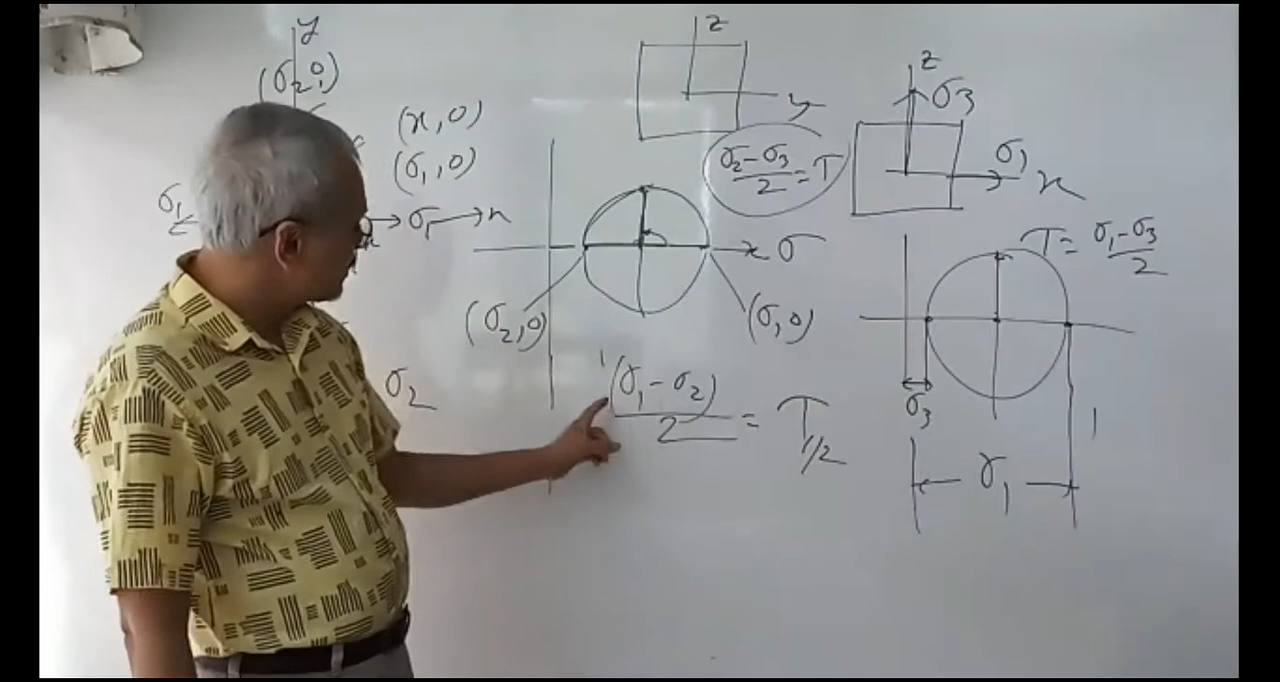 y
(σ2, 0)
(x, 0)
(σ1, 0)
σ1
σ1 → x
σ2
z
y
(σ2 - σ3)/2 = T
σ
(σ2, 0)
(σ1, 0)
(σ1 - σ2)/2 = T1/2
z
σ3
σ1
x
T = (σ1 - σ3)/2
σ3
σ1